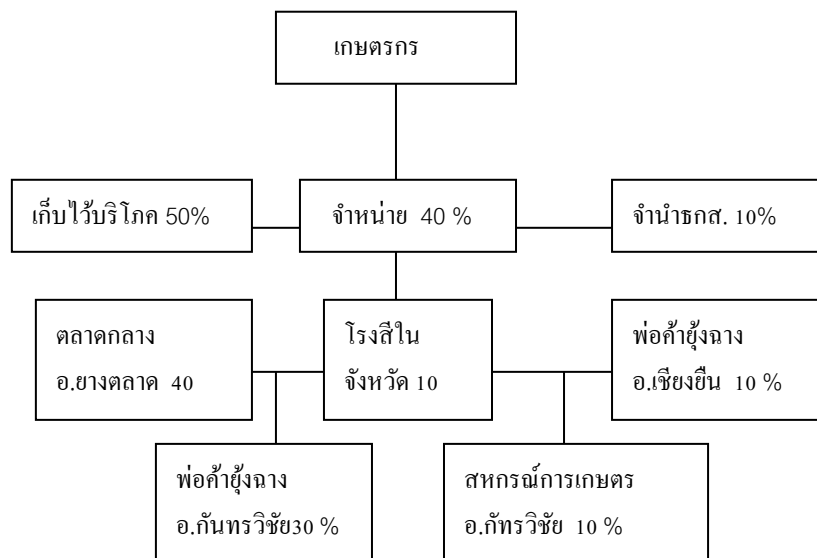 เกษตรกร
เก็บไว้บริโภค 50%
จำหน่าย 40 %
จำนำธกส. 10%
ตลาดกลาง
อ.ยางตลาด 40
โรงสีใน
จังหวัด 10
พ่อค้ายุ้งฉาง
อ.เชียงยืน 10 %
พ่อค้ายุ้งฉาง
อ.กันทรวิชัย30 %
สหกรณ์การเกษตร
อ.กัทรวิชัย 10 %